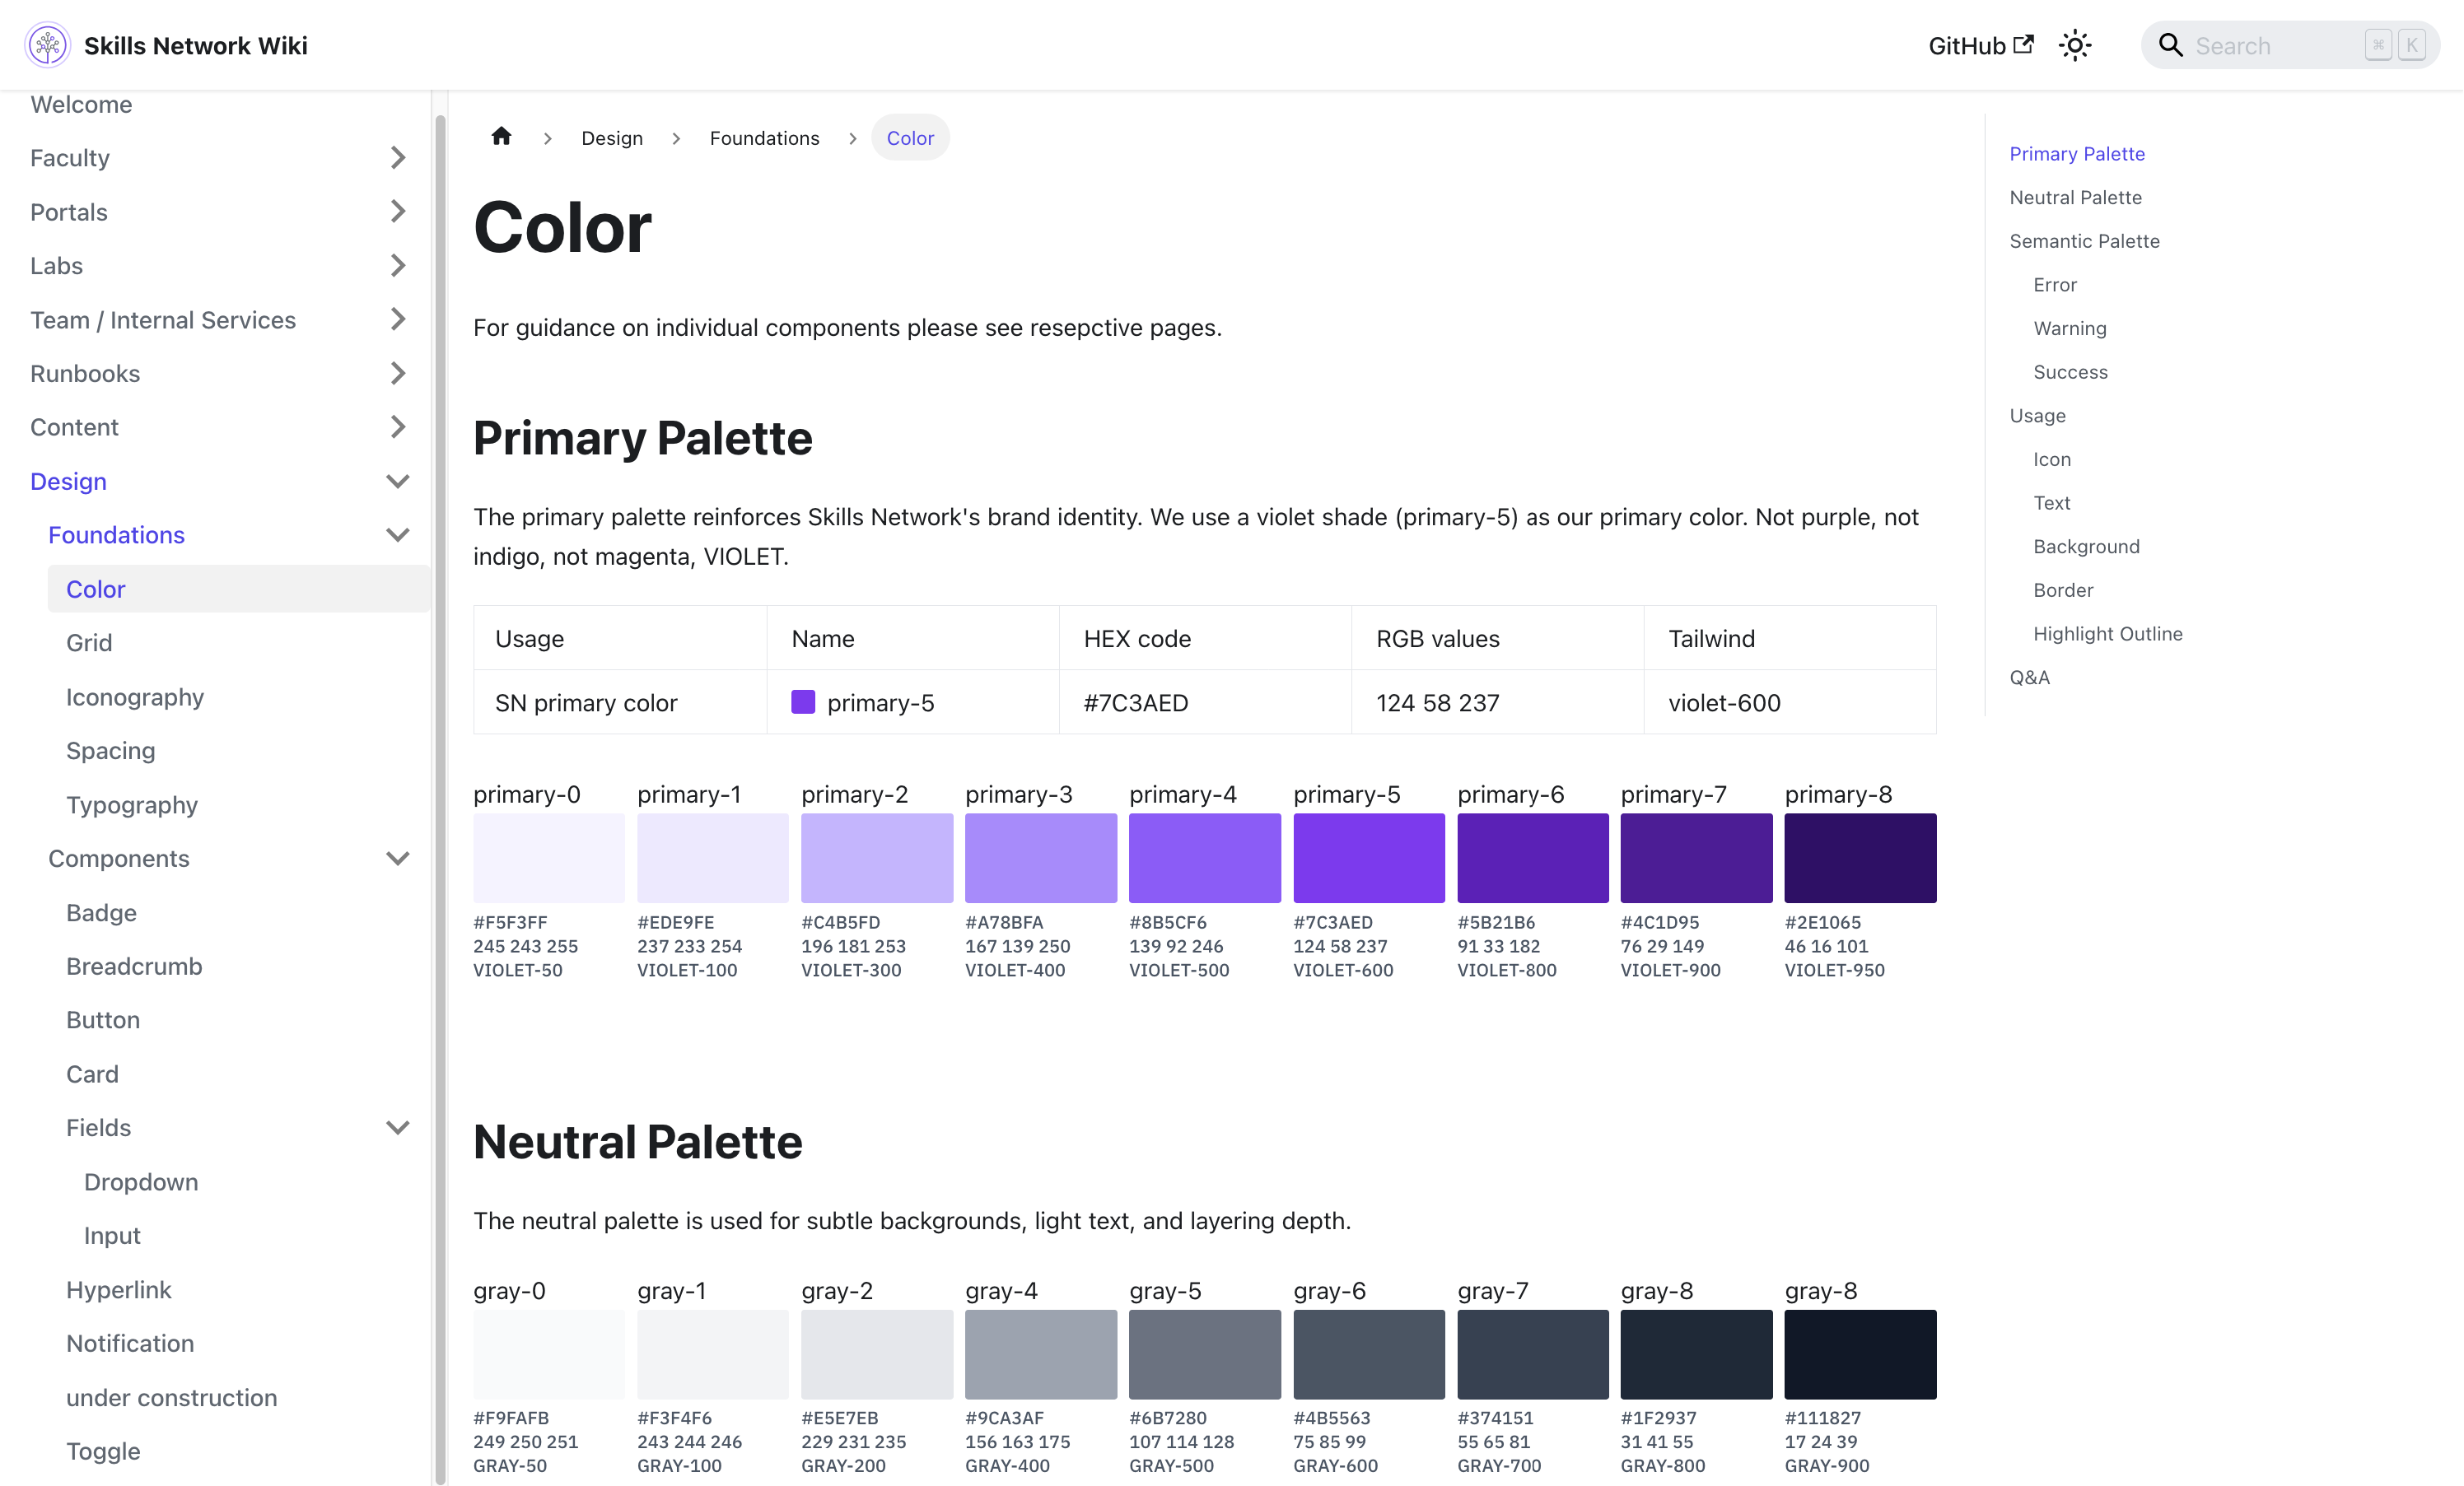 Skills Network Wiki
GitHub
Search
⌘ K
Welcome
Faculty
Portals
Labs
Team / Internal Services
Runbooks
Content
Design
Foundations
Color
Grid
Iconography
Spacing
Typography
Components
Badge
Breadcrumb
Button
Card
Fields
Dropdown
Input
Hyperlink
Notification
under construction
Toggle
Design
Foundations
Color
Color
For guidance on individual components please see resepctive pages.
Primary Palette
The primary palette reinforces Skills Network's brand identity. We use a violet shade (primary-5) as our primary color. Not purple, not
indigo, not magenta, VIOLET.
Usage Name HEX code RGB values Tailwind
SN primary color primary-5 #7C3AED 124 58 237 violet-600
primary-0 primary-1 primary-2 primary-3 primary-4 primary-5 primary-6 primary-7 primary-8
#F5F3FF #EDE9FE #C4B5FD #A78BFA #8B5CF6 #7C3AED #5B21B6 #4C1D95 #2E1065
245 243 255 237 233 254 196 181 253 167 139 250 139 92 246 124 58 237 91 33 182 76 29 149 46 16 101
VIOLET-50 VIOLET-100 VIOLET-300 VIOLET-400 VIOLET-500 VIOLET-600 VIOLET-800 VIOLET-900 VIOLET-950
Neutral Palette
The neutral palette is used for subtle backgrounds, light text, and layering depth.
gray-0 gray-1 gray-2 gray-4 gray-5 gray-6 gray-7 gray-8 gray-8
#F9FAFB #F3F4F6 #E5E7EB #9CA3AF #6B7280 #4B5563 #374151 #1F2937 #111827
249 250 251 243 244 246 229 231 235 156 163 175 107 114 128 75 85 99 55 65 81 31 41 55 17 24 39
GRAY-50 GRAY-100 GRAY-200 GRAY-400 GRAY-500 GRAY-600 GRAY-700 GRAY-800 GRAY-900
Primary Palette
Neutral Palette
Semantic Palette
Error
Warning
Success
Usage
Icon
Text
Background
Border
Highlight Outline
Q&A